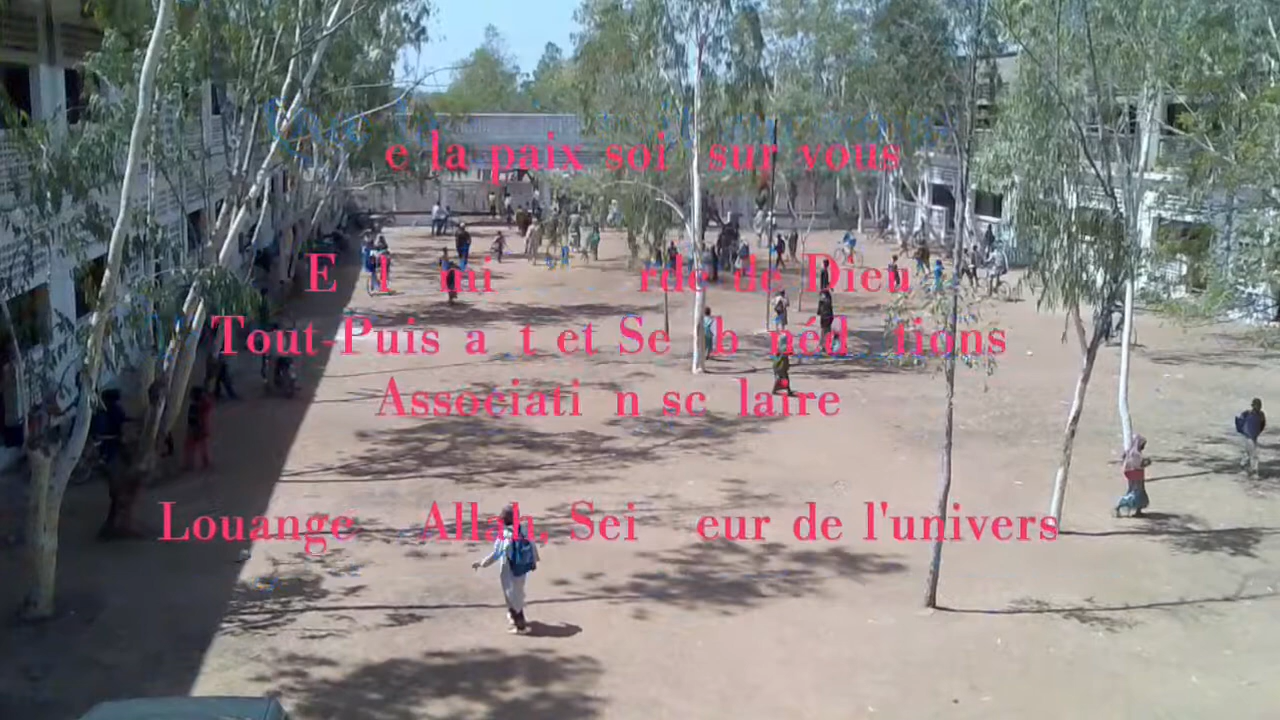 e la paix soi sur vous
E l mi rde de Dieu
Tout-Puis a t et Se b néd tions
Associati n sc laire
Louange Allah, Sei eur de l'univers